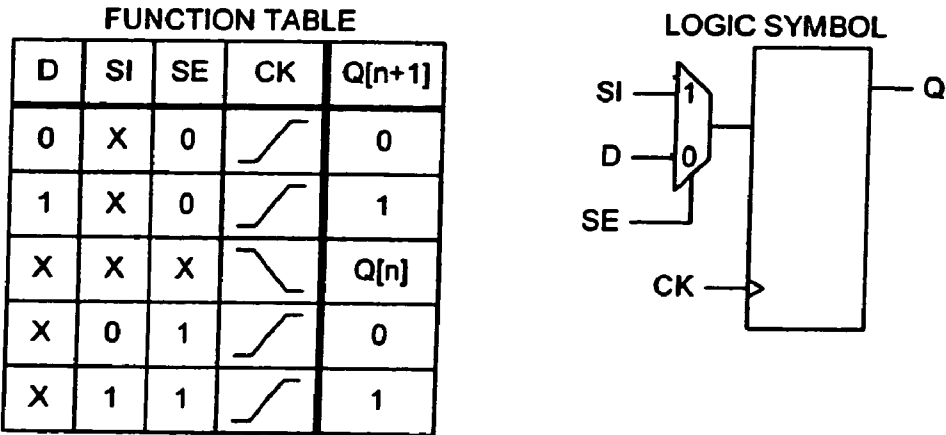 FUNCTION TABLE
D SI SE CK Q[n+1]
0 X 0 0
1 X 0 1
X X X Q[n]
X 0 1 0
X 1 1 1
LOGIC SYMBOL
SI 1 Q
D 0
SE
CK